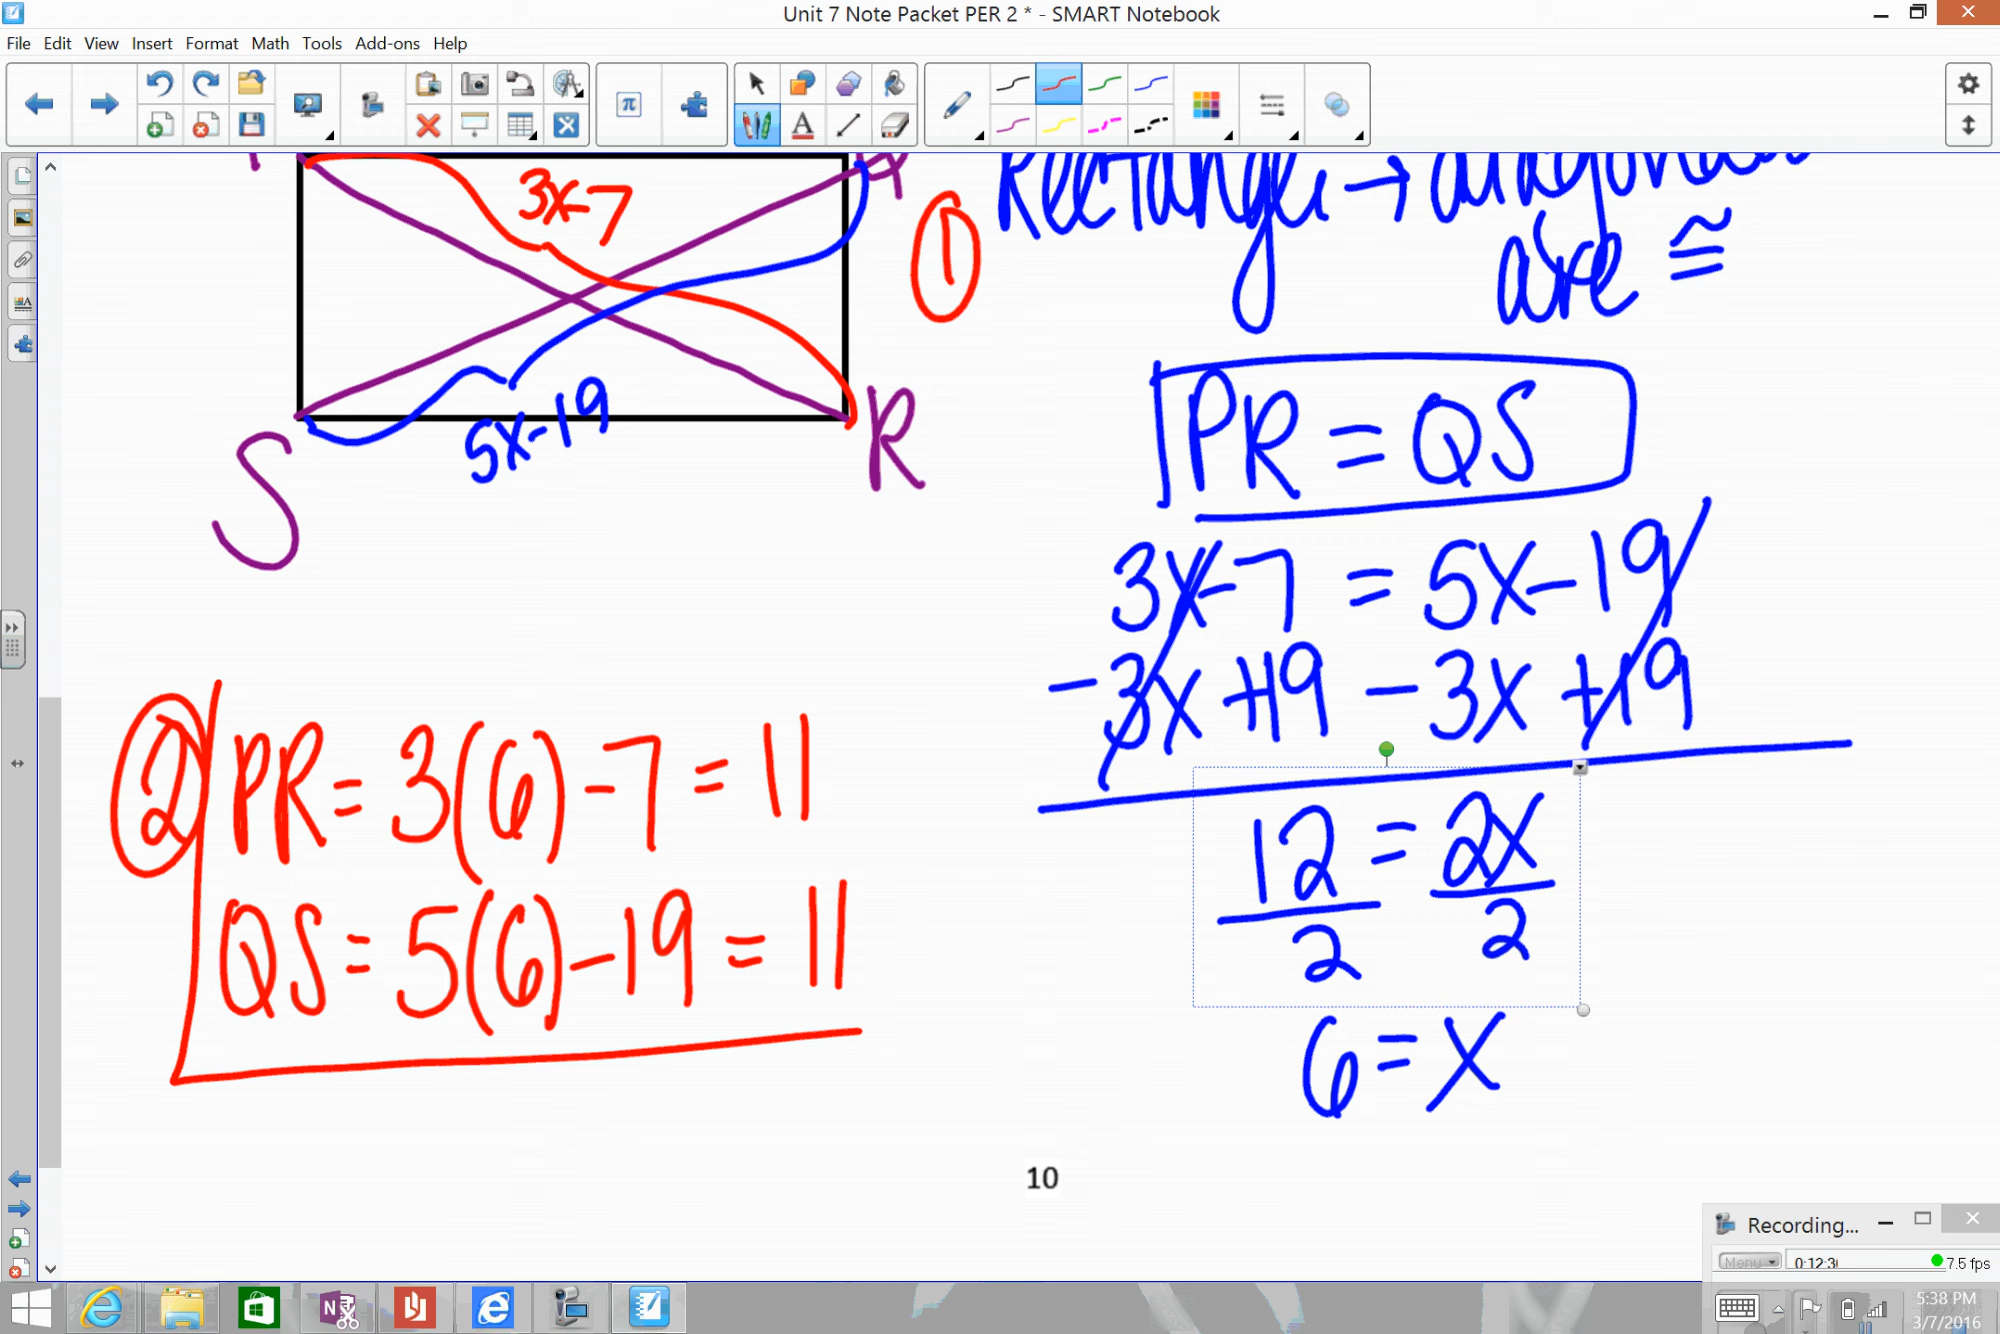 Unit 7 Note Packet PER 2 * - SMART Notebook
File Edit View Insert Format Math Tools Add-ons Help
Rectangle → diagonals
are ≅
3x-7
①
5x-19
S
R
PR = QS
3x-7 = 5x-19
-3x +19 -3x +19
12 = 2x
2 2
6 = x
② PR = 3(6)-7 = 11
QS = 5(6)-19 = 11
10
Recording...
Menu 7.5 fps
5:38 PM
3/7/2016